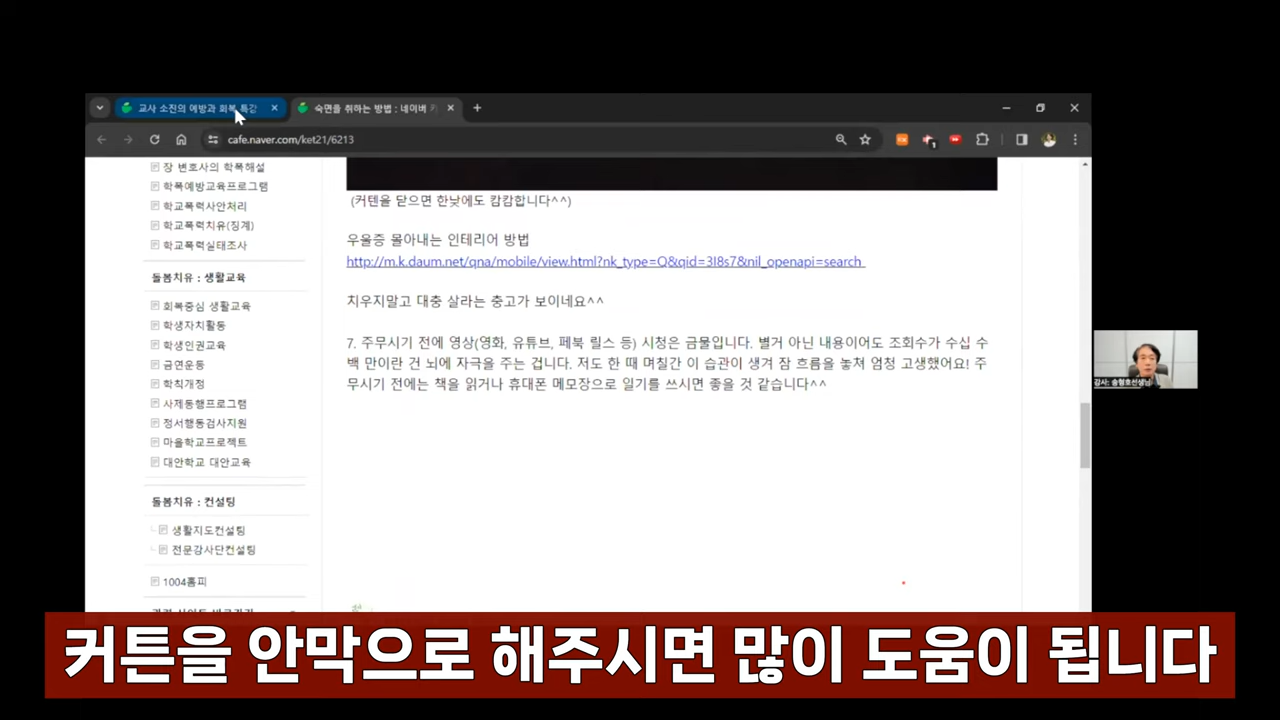 교사 소진의 예방과 회복 특강
숙면을 취하는 방법 : 네이버 카
cafe.naver.com/ket21/6213
장 변호사의 학폭해설
학폭예방교육프로그램
학교폭력사안처리
학교폭력치유(징계)
학교폭력실태조사
돌봄치유 : 생활교육
회복중심 생활교육
학생자치활동
학생인권교육
금연운동
학칙개정
사제동행프로그램
정서행동검사지원
마을학교프로젝트
대안학교 대안교육
돌봄치유 : 컨설팅
생활지도컨설팅
전문강사단컨설팅
1004홈피
(커텐을 닫으면 한낮에도 캄캄합니다^^)
우울증 몰아내는 인테리어 방법
http://m.k.daum.net/qna/mobile/view.html?nk_type=Q&qid=3I8s7&nil_openapi=search
치우지말고 대충 살라는 충고가 보이네요^^
7. 주무시기 전에 영상(영화, 유튜브, 페북 릴스 등) 시청은 금물입니다. 별거 아닌 내용이어도 조회수가 수십 수
백 만이란 건 뇌에 자극을 주는 겁니다. 저도 한 때 며칠간 이 습관이 생겨 잠 흐름을 놓쳐 엄청 고생했어요! 주
무시기 전에는 책을 읽거나 휴대폰 메모장으로 일기를 쓰시면 좋을 것 같습니다^^
강사: 송형호선생님
커튼을 안막으로 해주시면 많이 도움이 됩니다